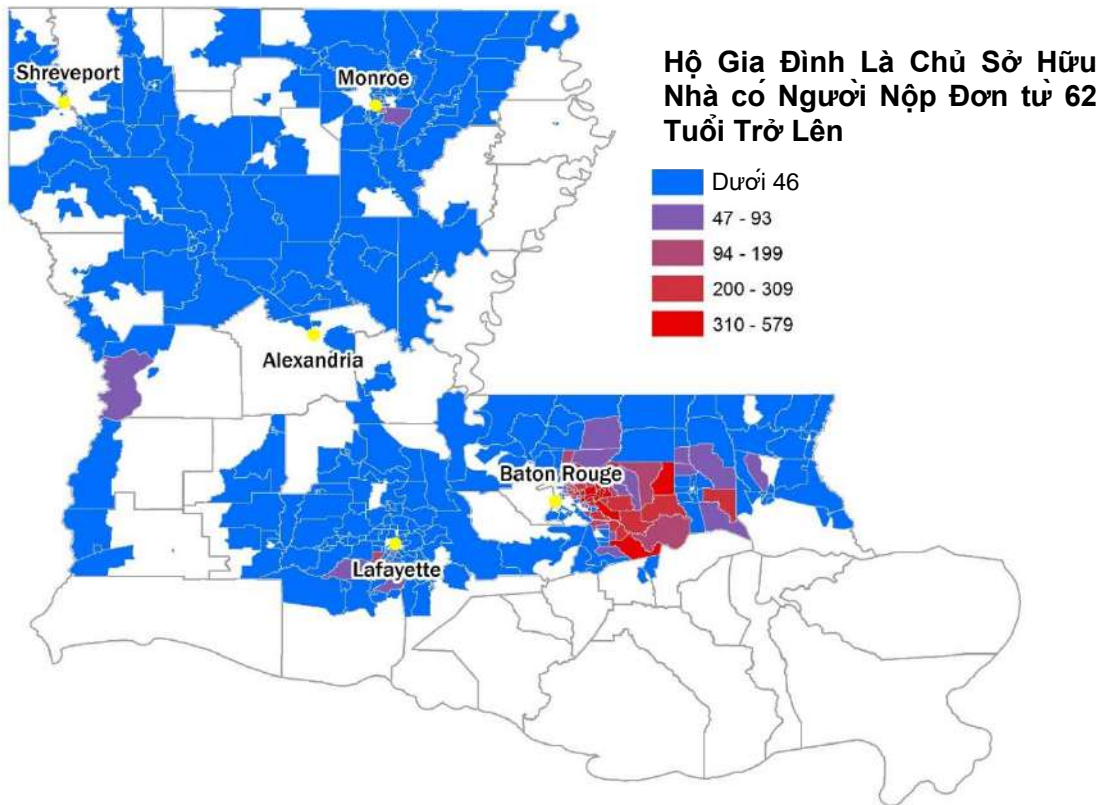 Hộ Gia Đình Là Chủ Sở Hữu
Nhà có Người Nộp Đơn từ 62
Tuổi Trở Lên
Dưới 46
47 - 93
94 - 199
200 - 309
310 - 579
Shreveport
Monroe
Alexandria
Baton Rouge
Lafayette